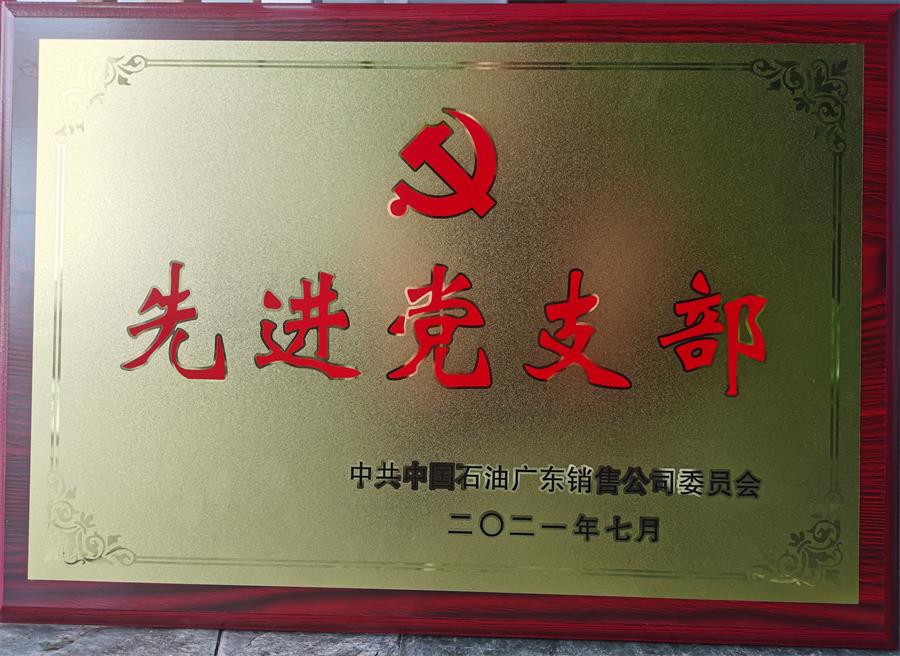 先进党支部
中共中国石油广东销售公司委员会
二〇二一年七月